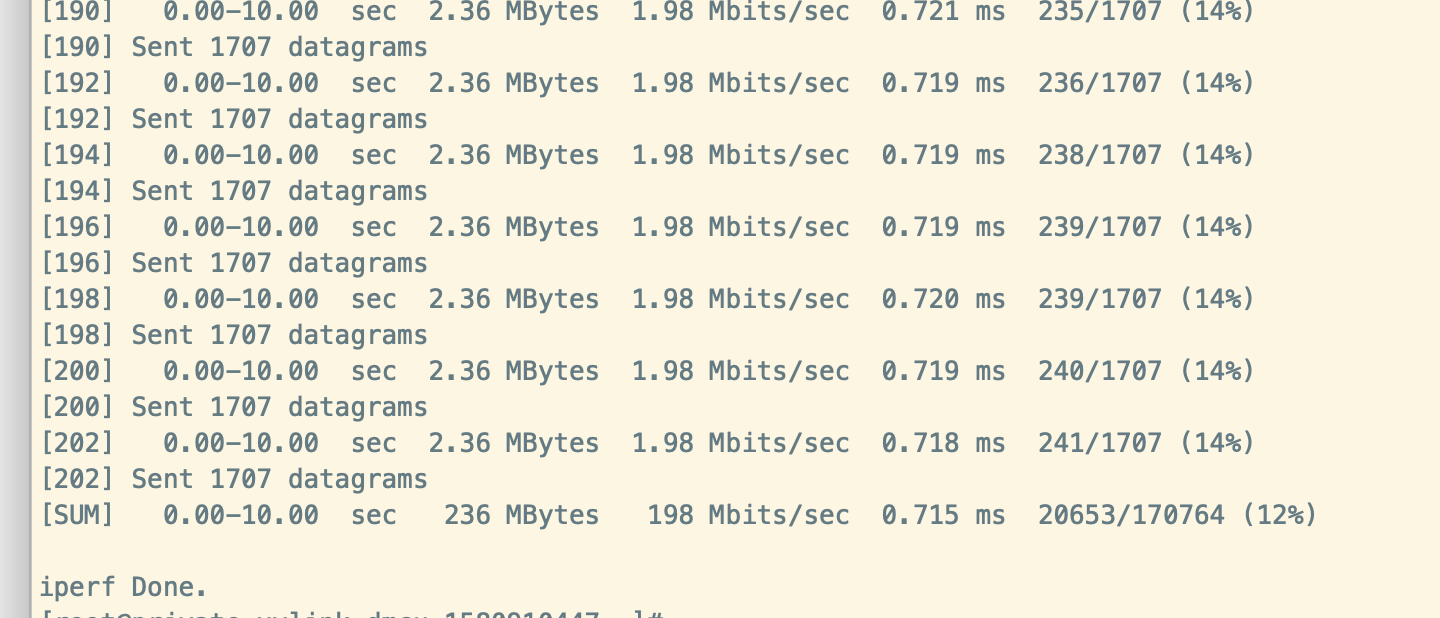 [190]   0.00-10.00  sec  2.36 MBytes  1.98 Mbits/sec  0.721 ms  235/1707 (14%)
[190] Sent 1707 datagrams
[192]   0.00-10.00  sec  2.36 MBytes  1.98 Mbits/sec  0.719 ms  236/1707 (14%)
[192] Sent 1707 datagrams
[194]   0.00-10.00  sec  2.36 MBytes  1.98 Mbits/sec  0.719 ms  238/1707 (14%)
[194] Sent 1707 datagrams
[196]   0.00-10.00  sec  2.36 MBytes  1.98 Mbits/sec  0.719 ms  239/1707 (14%)
[196] Sent 1707 datagrams
[198]   0.00-10.00  sec  2.36 MBytes  1.98 Mbits/sec  0.720 ms  239/1707 (14%)
[198] Sent 1707 datagrams
[200]   0.00-10.00  sec  2.36 MBytes  1.98 Mbits/sec  0.719 ms  240/1707 (14%)
[200] Sent 1707 datagrams
[202]   0.00-10.00  sec  2.36 MBytes  1.98 Mbits/sec  0.718 ms  241/1707 (14%)
[202] Sent 1707 datagrams
[SUM]   0.00-10.00  sec   236 MBytes   198 Mbits/sec  0.715 ms  20653/170764 (12%)
iperf Done.